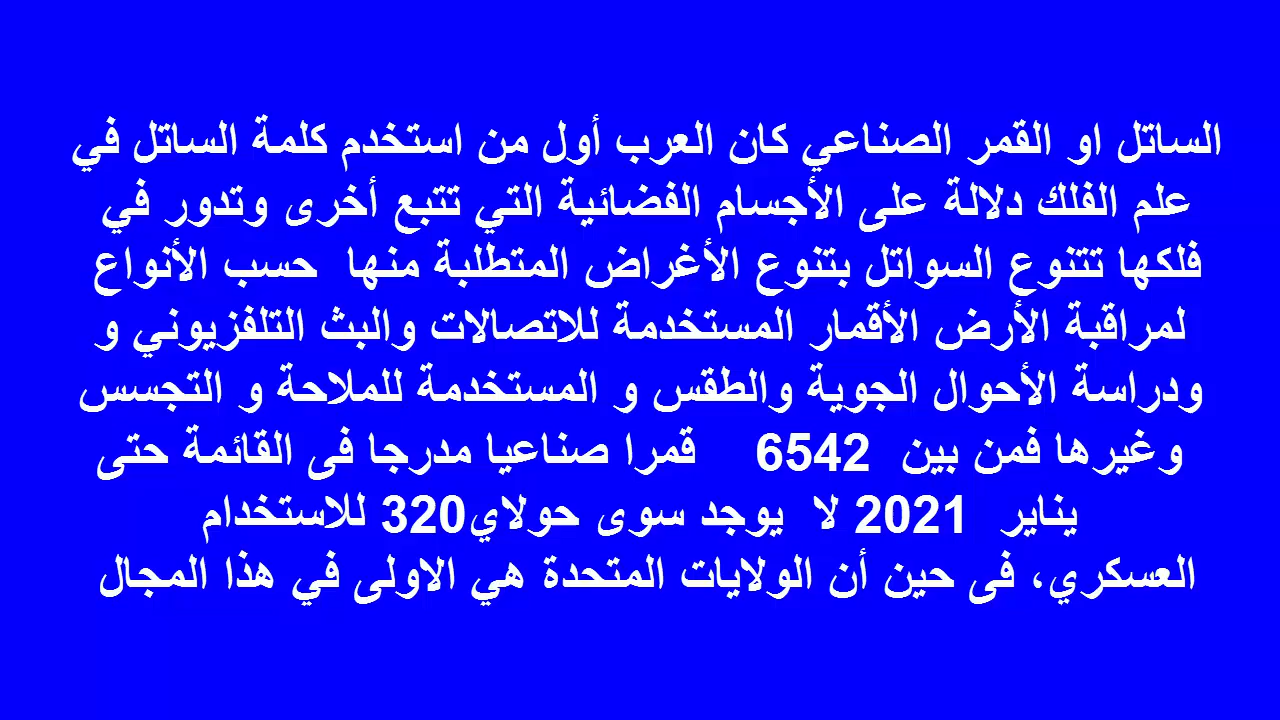 الساتل او القمر الصناعي كان العرب أول من استخدم كلمة الساتل في
علم الفلك دلالة على الأجسام الفضائية التي تتبع أخرى وتدور في
فلكها تتنوع السواتل بتنوع الأغراض المتطلبة منها حسب الأنواع
لمراقبة الأرض الأقمار المستخدمة للاتصالات والبث التلفزيوني و
ودراسة الأحوال الجوية والطقس و المستخدمة للملاحة و التجسس
وغيرها فمن بين 6542 قمرا صناعيا مدرجا فى القائمة حتى
يناير 2021 لا يوجد سوى حولاي320 للاستخدام
العسكري، فى حين أن الولايات المتحدة هي الاولى في هذا المجال